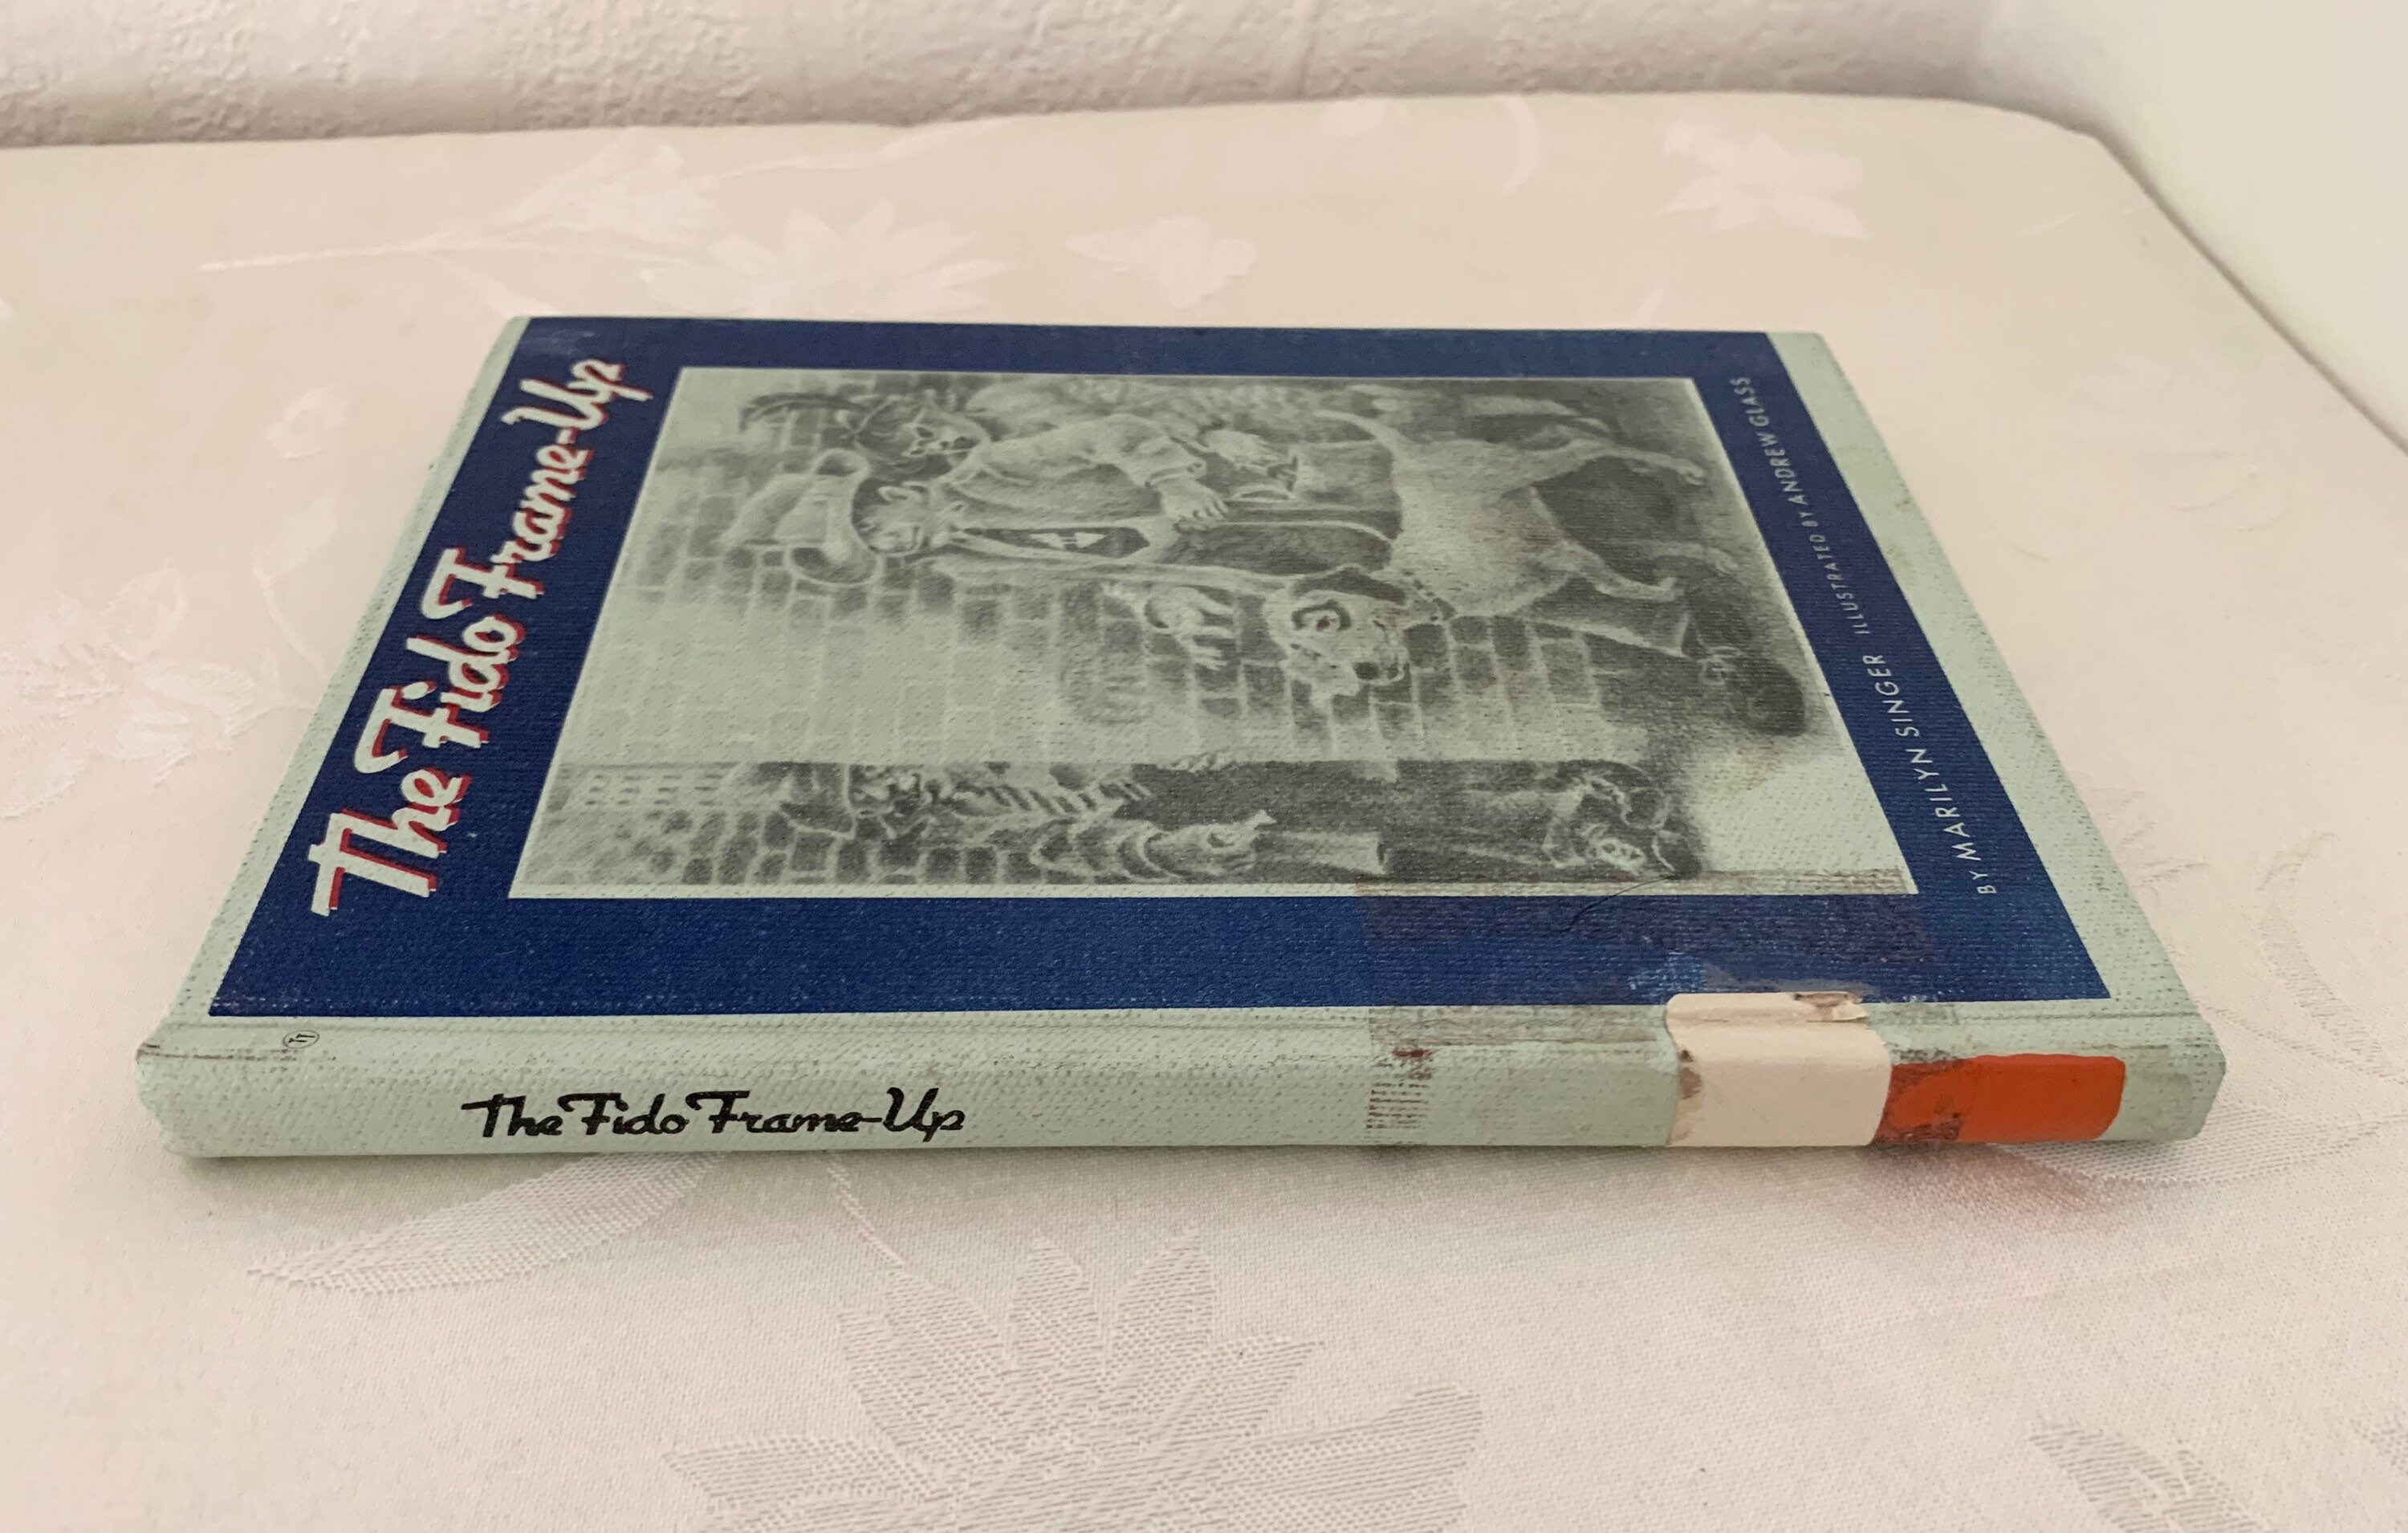 The Fido Frame-Up
BY MARILYN SINGER ILLUSTRATED BY ANDREW GLASS
The Fido Frame-Up